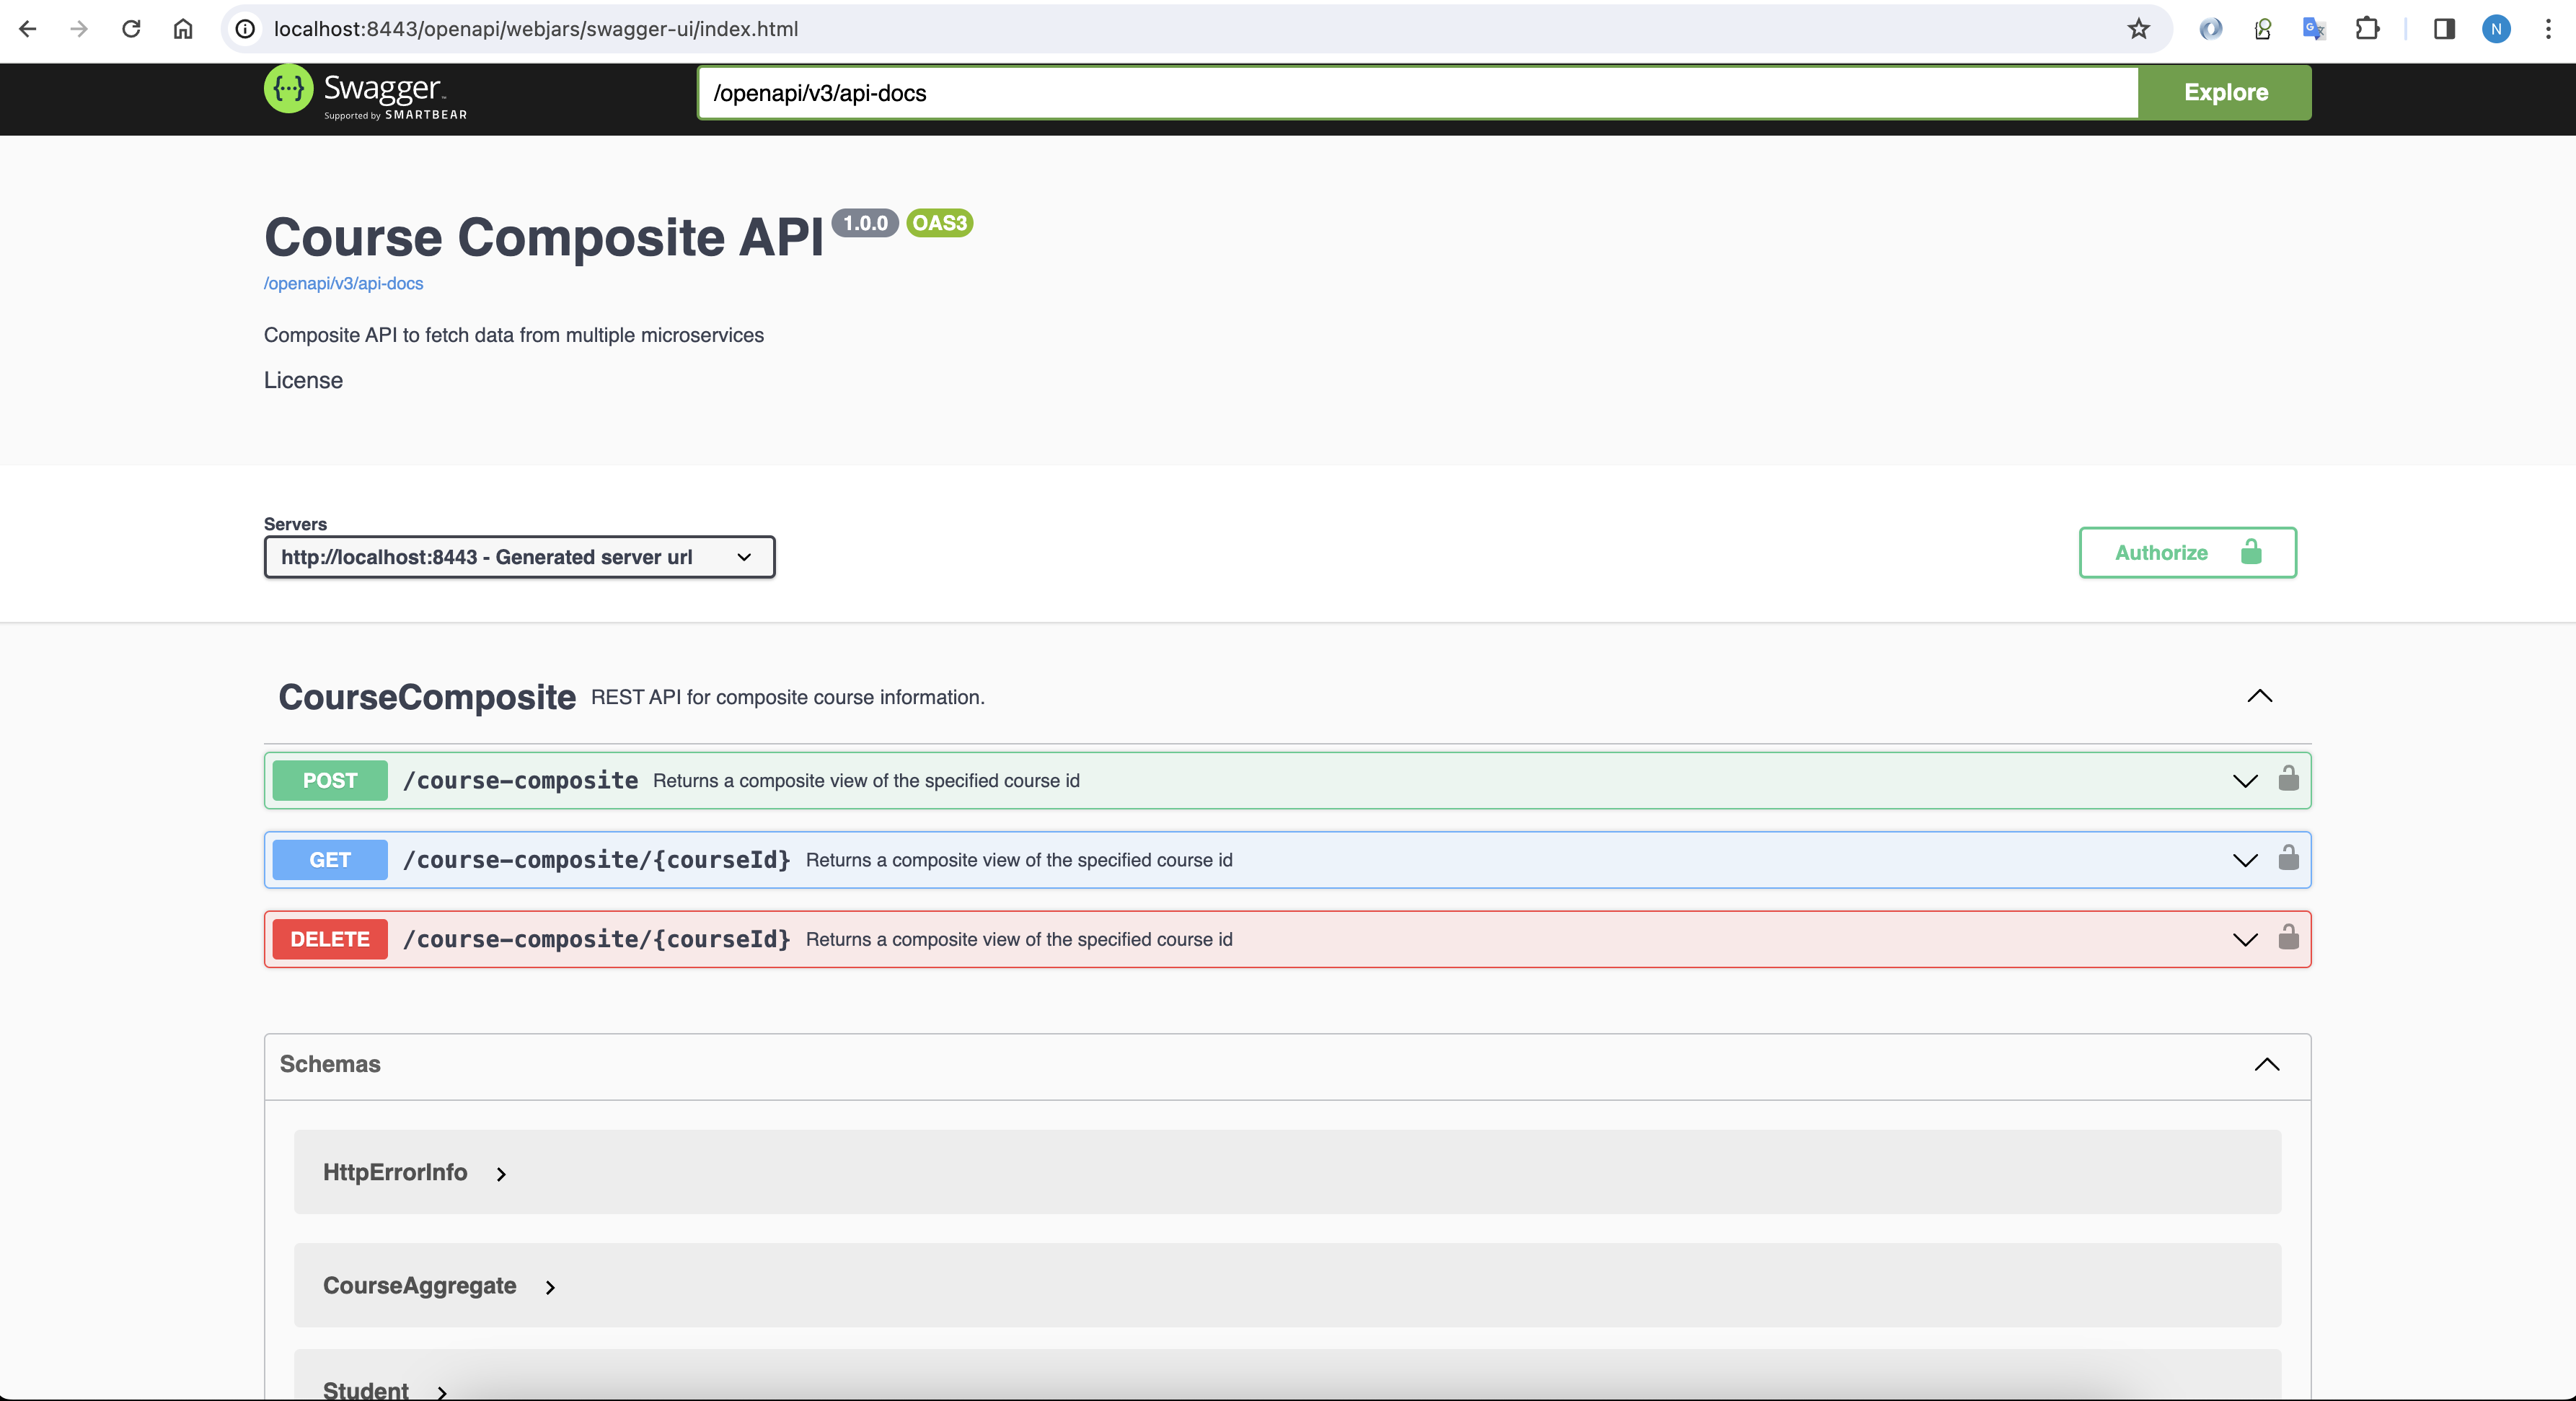 localhost:8443/openapi/webjars/swagger-ui/index.html
N
{...} Swagger™
Supported by SMARTBEAR
/openapi/v3/api-docs
Explore
Course Composite API 1.0.0 OAS3
/openapi/v3/api-docs
Composite API to fetch data from multiple microservices
License
Servers
http://localhost:8443 - Generated server url
Authorize
CourseComposite REST API for composite course information.
POST /course-composite Returns a composite view of the specified course id
GET /course-composite/{courseId} Returns a composite view of the specified course id
DELETE /course-composite/{courseId} Returns a composite view of the specified course id
Schemas
HttpErrorInfo
CourseAggregate
Student